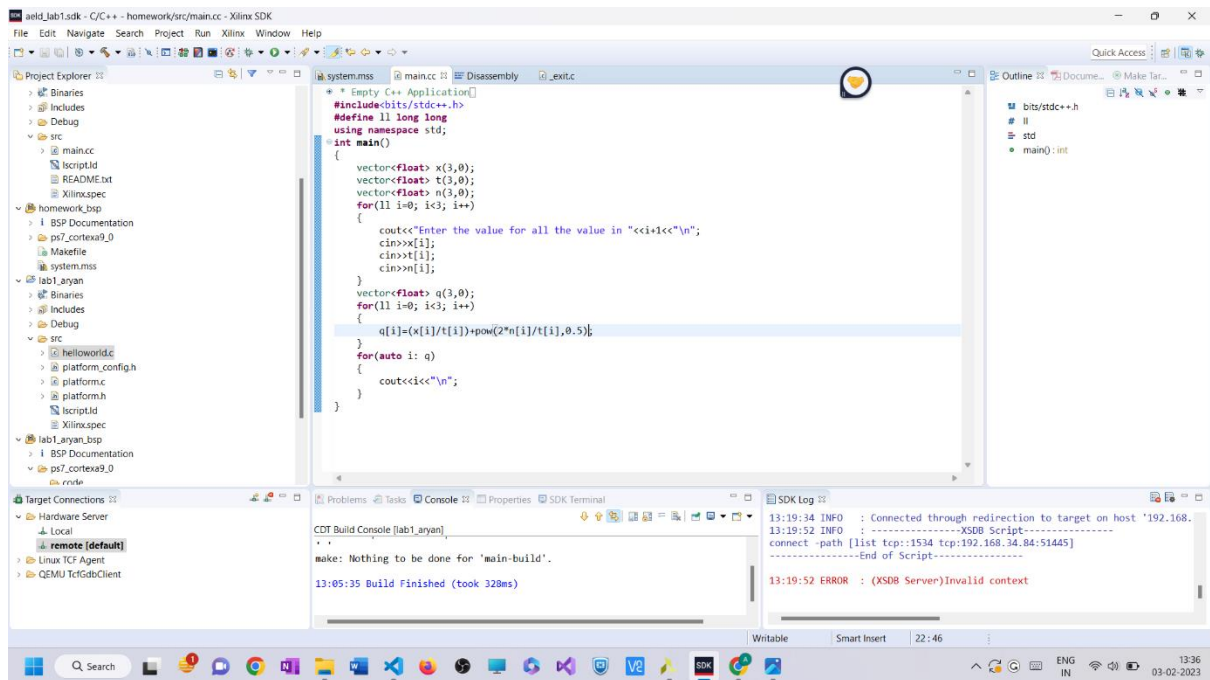 aeld_lab1.sdk - C/C++ - homework/src/main.cc - Xilinx SDK
File Edit Navigate Search Project Run Xilinx Window Help
Quick Access
Project Explorer
Binaries
Includes
Debug
src
main.cc
lscript.ld
README.txt
Xilinx.spec
homework_bsp
BSP Documentation
ps7_cortexa9_0
Makefile
system.mss
lab1_aryan
Binaries
Includes
Debug
src
helloworld.c
platform_config.h
platform.c
platform.h
lscript.ld
Xilinx.spec
lab1_aryan_bsp
BSP Documentation
ps7_cortexa9_0
code
system.mss main.cc Disassembly _exit.c
* Empty C++ Application
#include<bits/stdc++.h>
#define ll long long
using namespace std;
int main()
{
vector<float> x(3,0);
vector<float> t(3,0);
vector<float> n(3,0);
for(ll i=0; i<3; i++)
{
cout<<"Enter the value for all the value in "<<i+1<<"\n";
cin>>x[i];
cin>>t[i];
cin>>n[i];
}
vector<float> q(3,0);
for(ll i=0; i<3; i++)
{
q[i]=(x[i]/t[i])+pow(2*n[i]/t[i],0.5);
}
for(auto i: q)
{
cout<<i<<"\n";
}
}
Outline Docume... Make Tar...
bits/stdc++.h
ll
std
main() : int
Target Connections
Hardware Server
Local
remote [default]
Linux TCF Agent
QEMU TcfGdbClient
Problems Tasks Console Properties SDK Terminal
CDT Build Console [lab1_aryan]
make: Nothing to be done for 'main-build'.
13:05:35 Build Finished (took 328ms)
SDK Log
13:19:34 INFO : Connected through redirection to target on host '192.168.
13:19:52 INFO : ----------------XSDB Script----------------
connect -path [list tcp::1534 tcp:192.168.34.84:51445]
----------------End of Script----------------
13:19:52 ERROR : (XSDB Server)Invalid context
Writable Smart Insert 22 : 46
Search
SDK
ENG
IN
13:36
03-02-2023